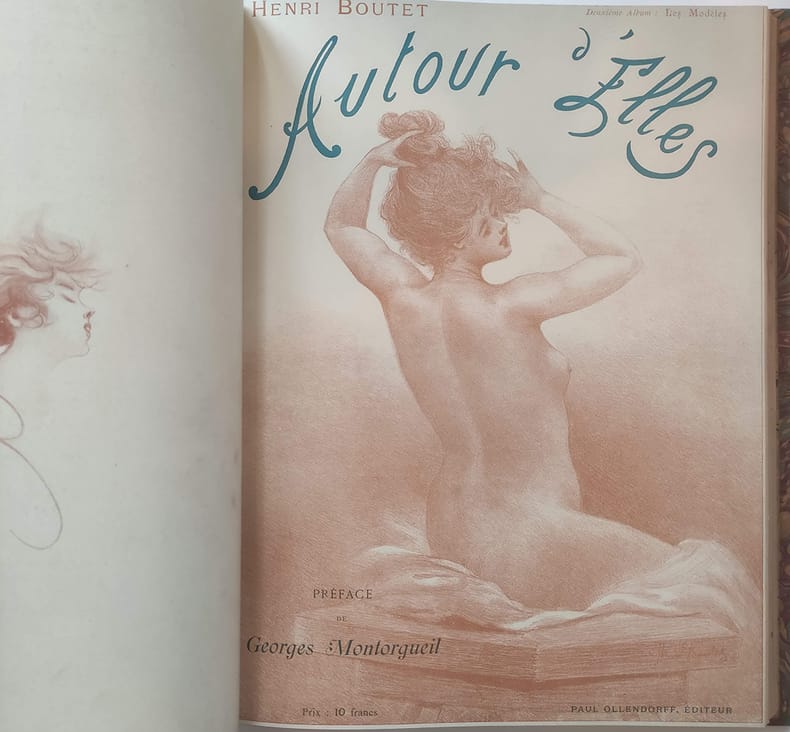 HENRI BOUTET
Deuxième Album : Les Modèles
Autour d'Elles
PRÉFACE
DE
Georges Montorgueil
Prix : 10 francs
PAUL OLLENDORFF, ÉDITEUR